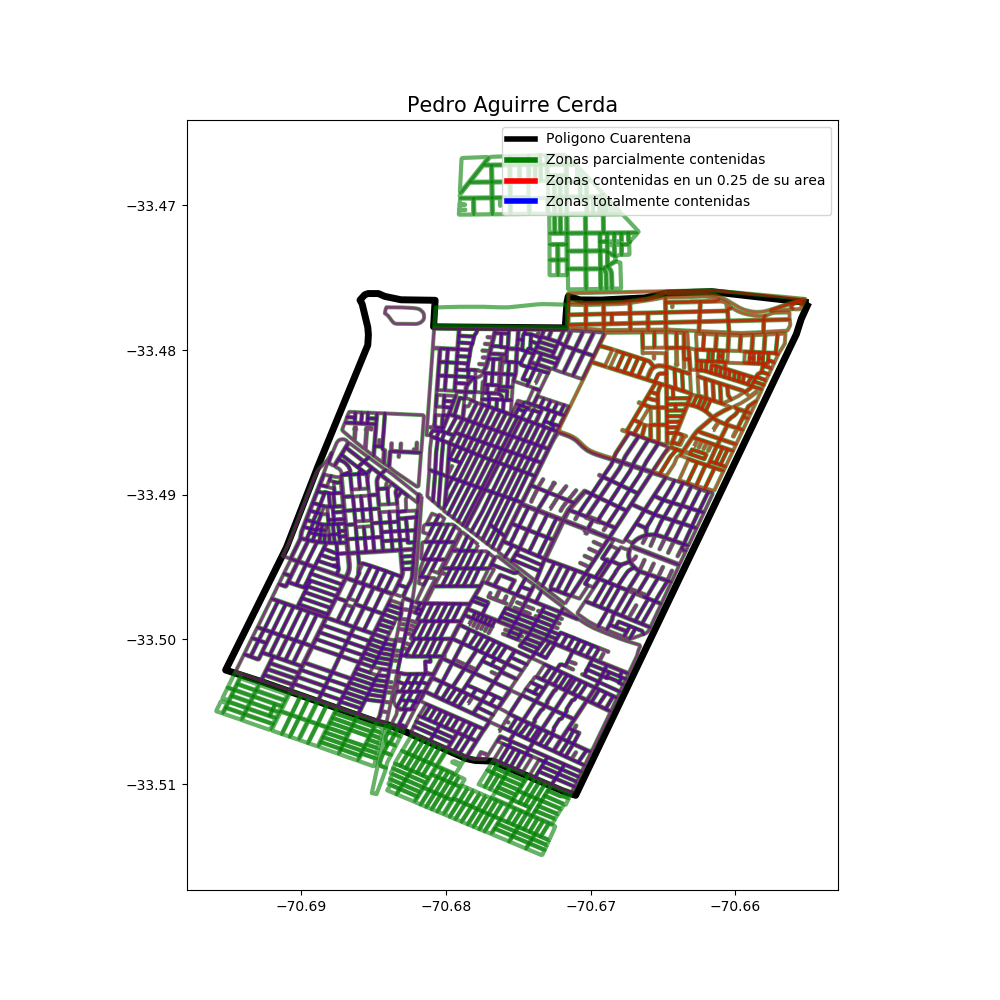 Pedro Aguirre Cerda
Poligono Cuarentena
Zonas parcialmente contenidas
Zonas contenidas en un 0.25 de su area
Zonas totalmente contenidas
−33.47
−33.48
−33.49
−33.50
−33.51
−70.69
−70.68
−70.67
−70.66